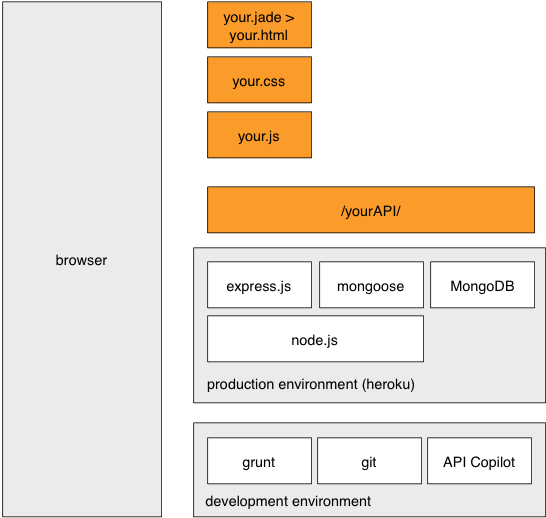 your.jade >
your.html
your.css
your.js
/yourAPI/
browser
express.js
mongoose
MongoDB
node.js
production environment (heroku)
grunt
git
API Copilot
development environment